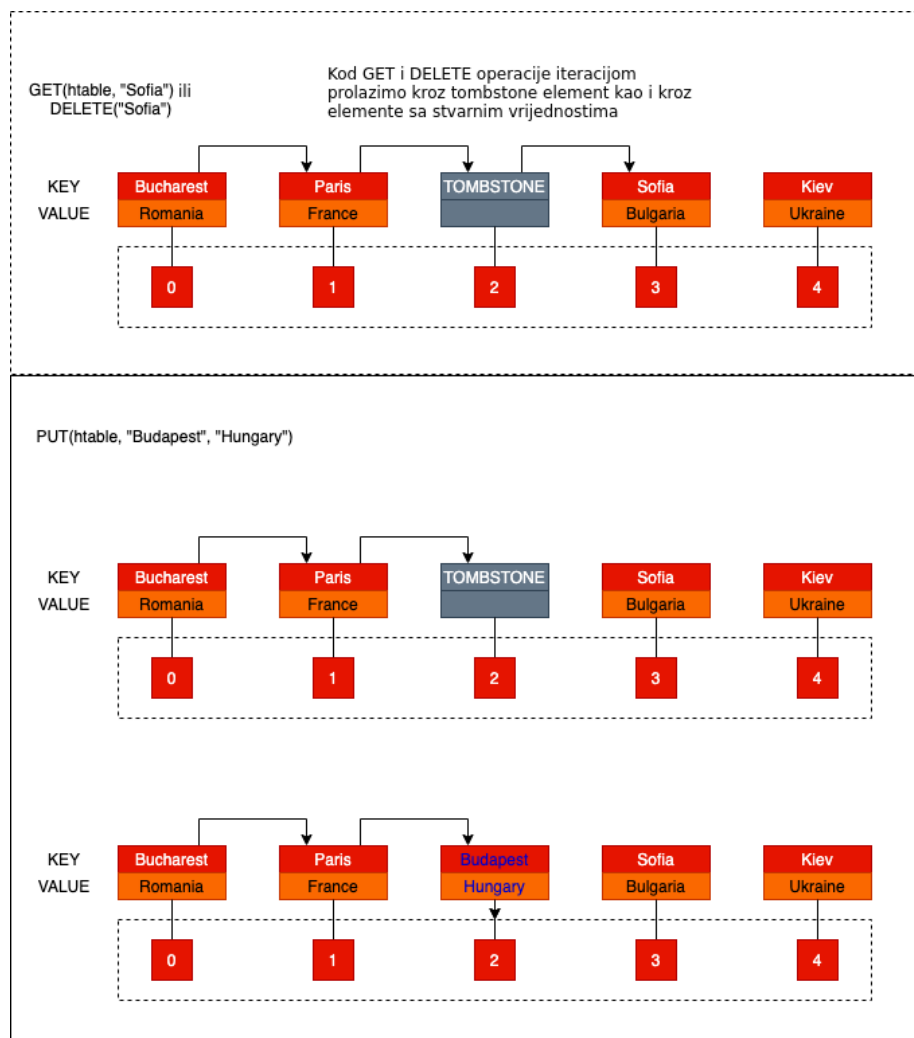 GET(htable, "Sofia") ili
DELETE("Sofia")
Kod GET i DELETE operacije iteracijom
prolazimo kroz tombstone element kao i kroz
elemente sa stvarnim vrijednostima
KEY Bucharest Paris TOMBSTONE Sofia Kiev
VALUE Romania France Bulgaria Ukraine
0 1 2 3 4
PUT(htable, "Budapest", "Hungary")
KEY Bucharest Paris TOMBSTONE Sofia Kiev
VALUE Romania France Bulgaria Ukraine
0 1 2 3 4
KEY Bucharest Paris Budapest Sofia Kiev
VALUE Romania France Hungary Bulgaria Ukraine
0 1 2 3 4